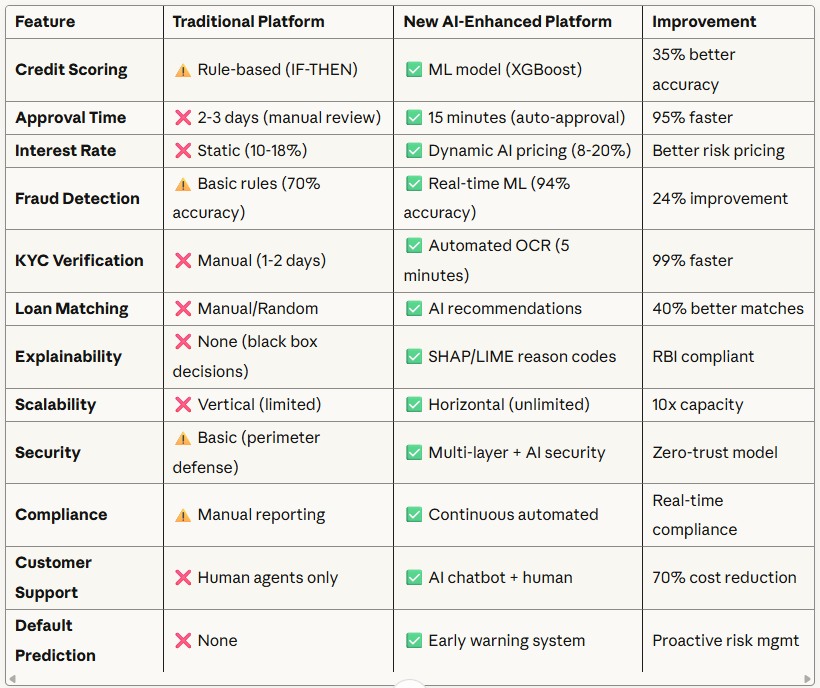 Feature Traditional Platform New AI-Enhanced Platform Improvement
Credit Scoring ⚠️ Rule-based (IF-THEN) ✅ ML model (XGBoost) 35% better
accuracy
Approval Time ❌ 2-3 days (manual review) ✅ 15 minutes (auto-approval) 95% faster
Interest Rate ❌ Static (10-18%) ✅ Dynamic AI pricing (8-20%) Better risk pricing
Fraud Detection ⚠️ Basic rules (70%
accuracy) ✅ Real-time ML (94%
accuracy) 24% improvement
KYC Verification ❌ Manual (1-2 days) ✅ Automated OCR (5
minutes) 99% faster
Loan Matching ❌ Manual/Random ✅ AI recommendations 40% better matches
Explainability ❌ None (black box
decisions) ✅ SHAP/LIME reason codes RBI compliant
Scalability ❌ Vertical (limited) ✅ Horizontal (unlimited) 10x capacity
Security ⚠️ Basic (perimeter
defense) ✅ Multi-layer + AI security Zero-trust model
Compliance ⚠️ Manual reporting ✅ Continuous automated Real-time
compliance
Customer
Support ❌ Human agents only ✅ AI chatbot + human 70% cost reduction
Default
Prediction ❌ None ✅ Early warning system Proactive risk mgmt